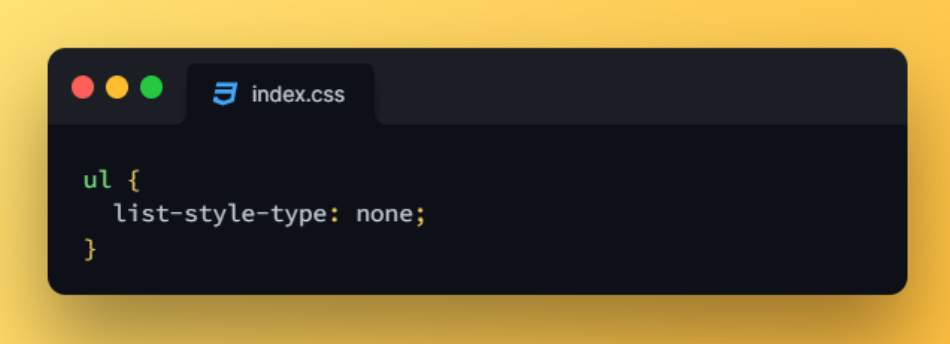 index.css
ul {
  list-style-type: none;
}